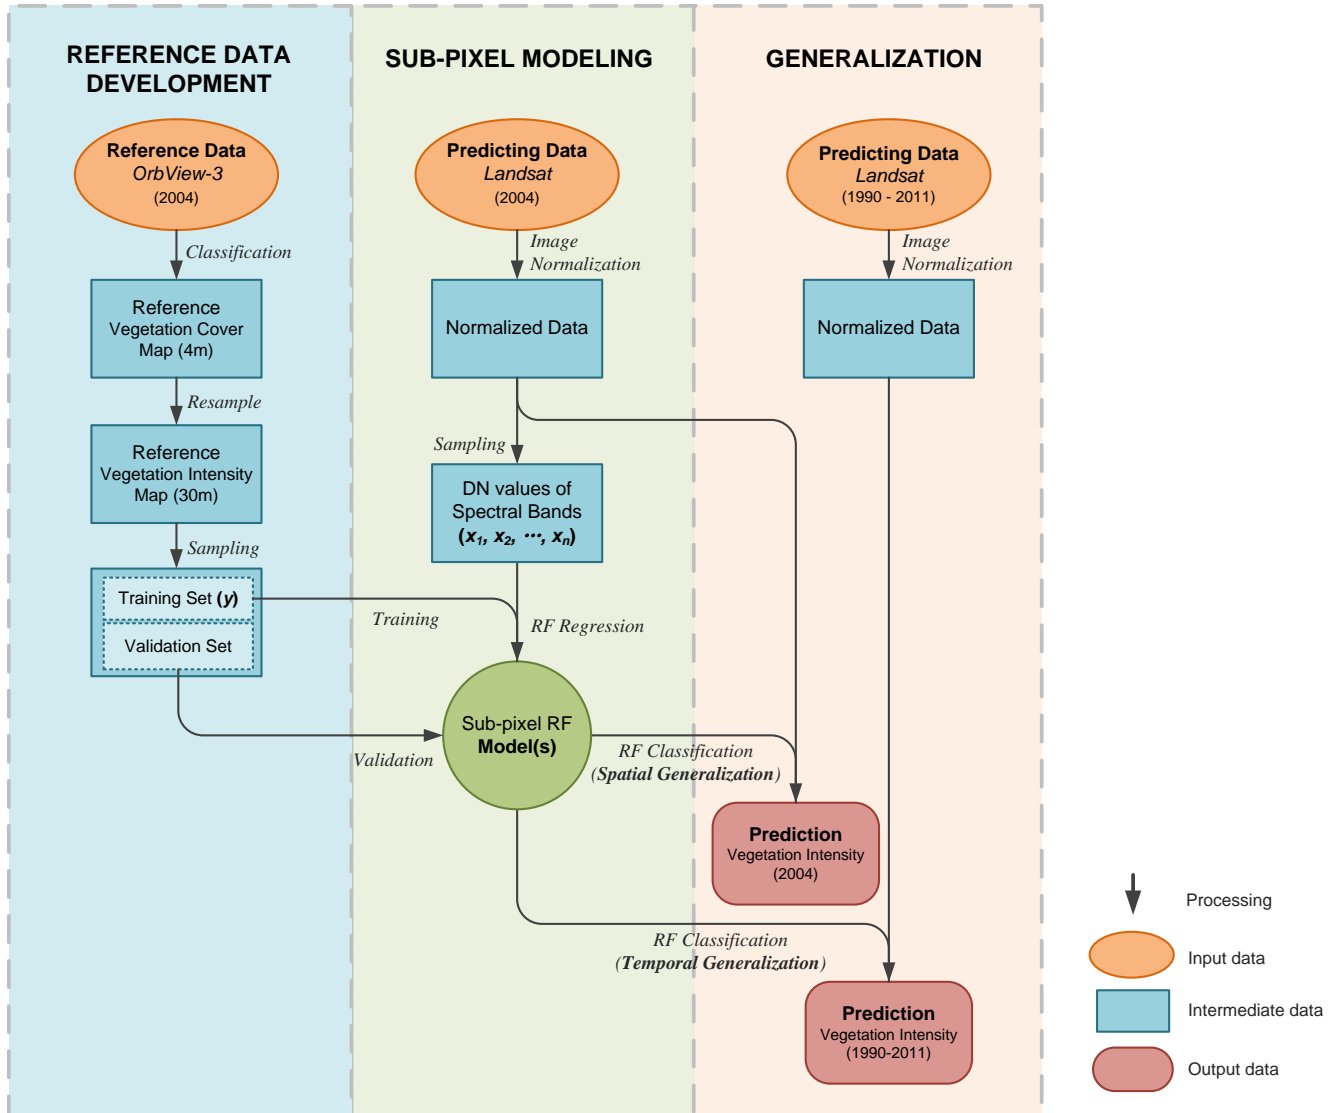 REFERENCE DATA
DEVELOPMENT
Reference Data
OrbView-3
(2004)
Classification
Reference
Vegetation Cover
Map (4m)
Resample
Reference
Vegetation Intensity
Map (30m)
Sampling
Training Set (y)
Validation Set
SUB-PIXEL MODELING
Predicting Data
Landsat
(2004)
Image
Normalization
Normalized Data
Sampling
DN values of
Spectral Bands
(x1, x2, ···, xn)
Training
RF Regression
Sub-pixel RF
Model(s)
Validation
RF Classification
(Spatial Generalization)
RF Classification
(Temporal Generalization)
GENERALIZATION
Predicting Data
Landsat
(1990 - 2011)
Image
Normalization
Normalized Data
Prediction
Vegetation Intensity
(2004)
Prediction
Vegetation Intensity
(1990-2011)
Processing
Input data
Intermediate data
Output data